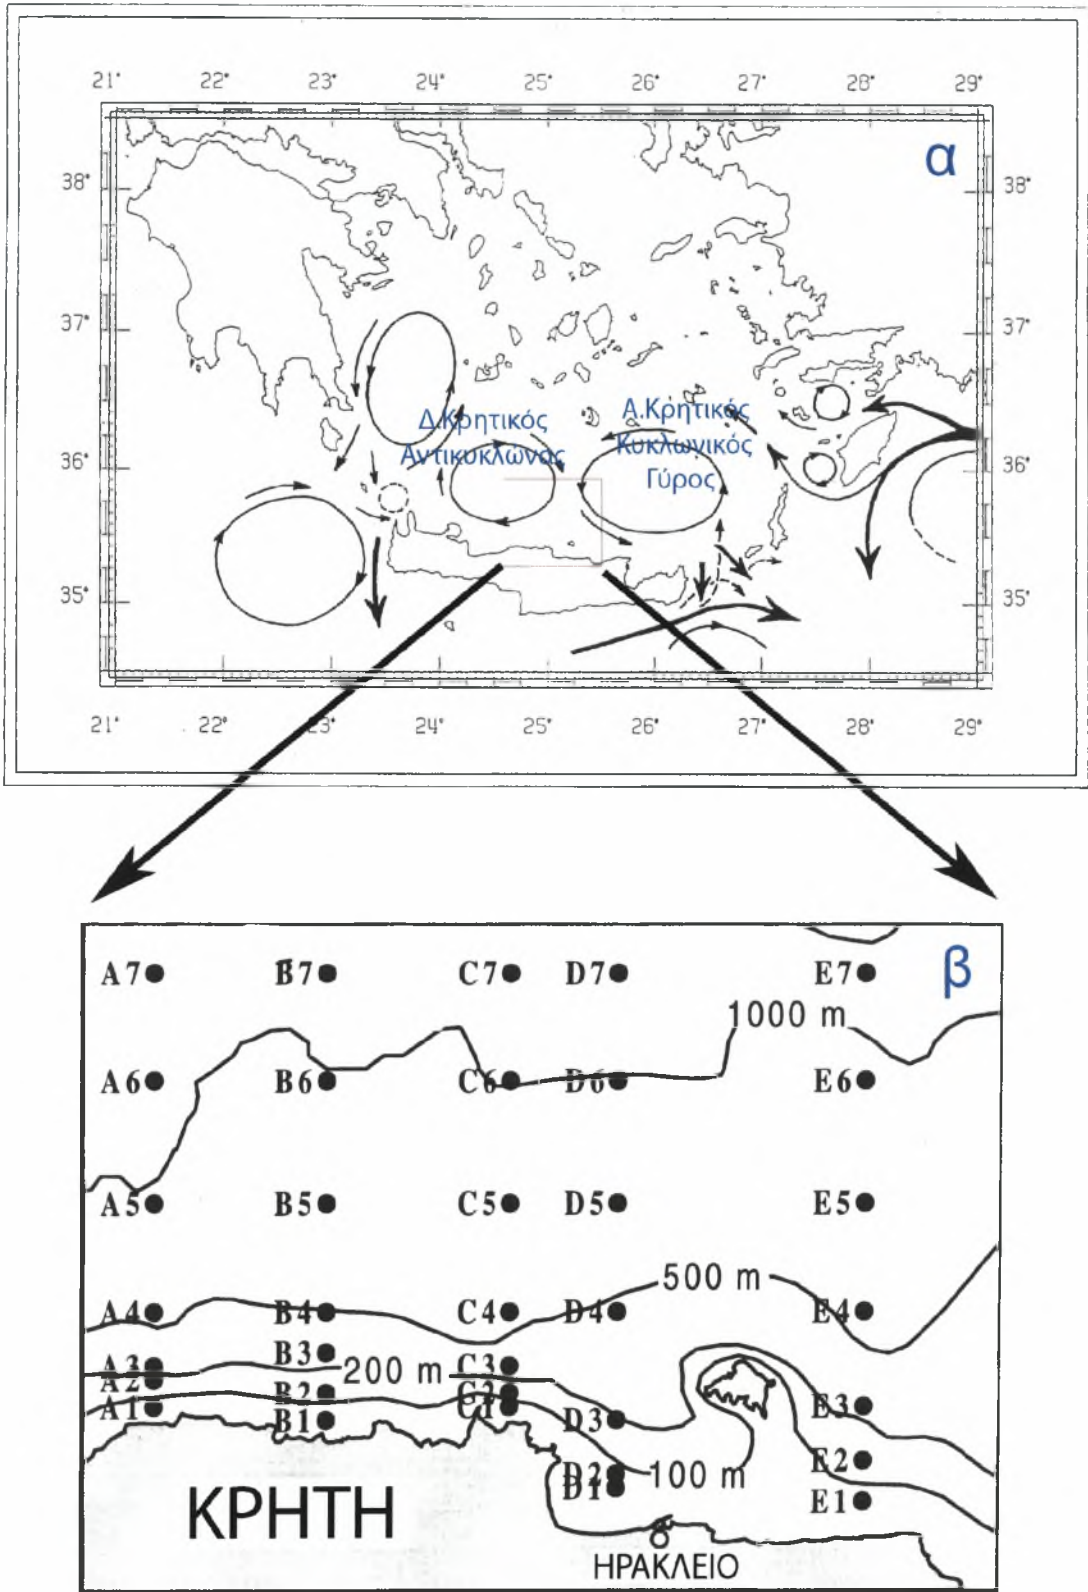 21° 22° 23° 24° 25° 26° 27° 28° 29°
α
38° 38°
37° 37°
Δ.Κρητικός
Αντικυκλώνας
Α.Κρητικός
Κυκλωνικός
Γύρος
36° 36°
35° 35°
21° 22° 23° 24° 25° 26° 27° 28° 29°
β
A7 B7 C7 D7 E7
1000 m
A6 B6 C6 D6 E6
A5 B5 C5 D5 E5
500 m
A4 B4 C4 D4 E4
A3 B3 200 m C3
A2 B2 C2
A1 B1 C1 D3 E3
D2 100 m E2
D1 E1
ΚΡΗΤΗ
ΗΡΑΚΛΕΙΟ